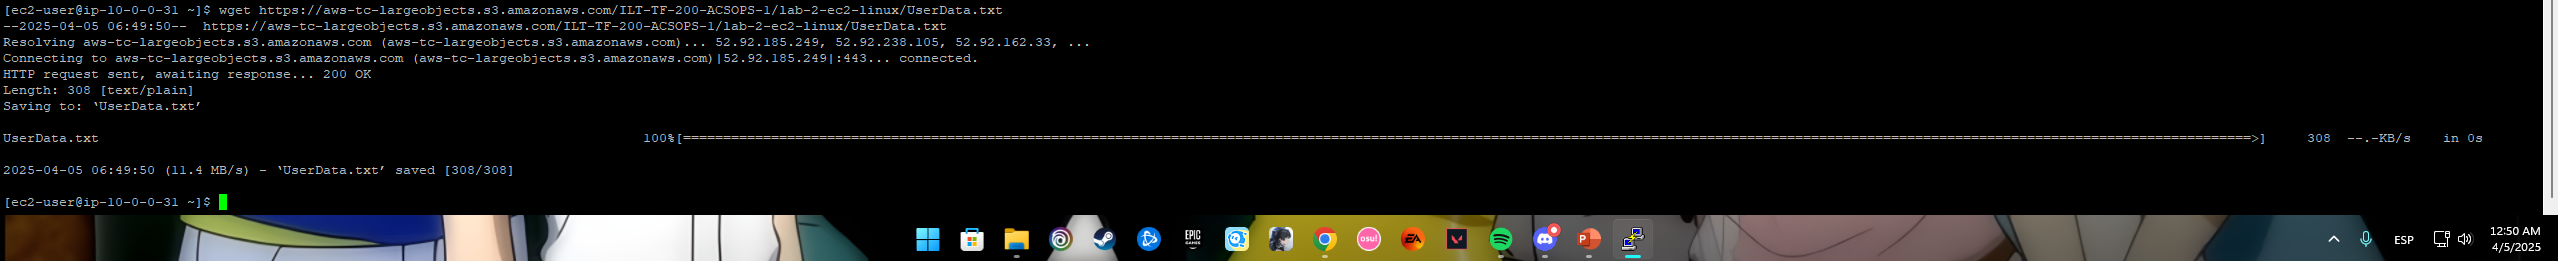 [ec2-user@ip-10-0-0-31 ~]$ wget https://aws-tc-largeobjects.s3.amazonaws.com/ILT-TF-200-ACSOPS-1/lab-2-ec2-linux/UserData.txt
--2025-04-05 06:49:50--  https://aws-tc-largeobjects.s3.amazonaws.com/ILT-TF-200-ACSOPS-1/lab-2-ec2-linux/UserData.txt
Resolving aws-tc-largeobjects.s3.amazonaws.com (aws-tc-largeobjects.s3.amazonaws.com)... 52.92.185.249, 52.92.238.105, 52.92.162.33, ...
Connecting to aws-tc-largeobjects.s3.amazonaws.com (aws-tc-largeobjects.s3.amazonaws.com)|52.92.185.249|:443... connected.
HTTP request sent, awaiting response... 200 OK
Length: 308 [text/plain]
Saving to: ‘UserData.txt’
UserData.txt 100%[===================================================================================================================================================================================================>] 308 --.-KB/s in 0s
2025-04-05 06:49:50 (11.4 MB/s) - ‘UserData.txt’ saved [308/308]
[ec2-user@ip-10-0-0-31 ~]$
EPIC
GAMES
osu!
EA
P
ESP
12:50 AM
4/5/2025